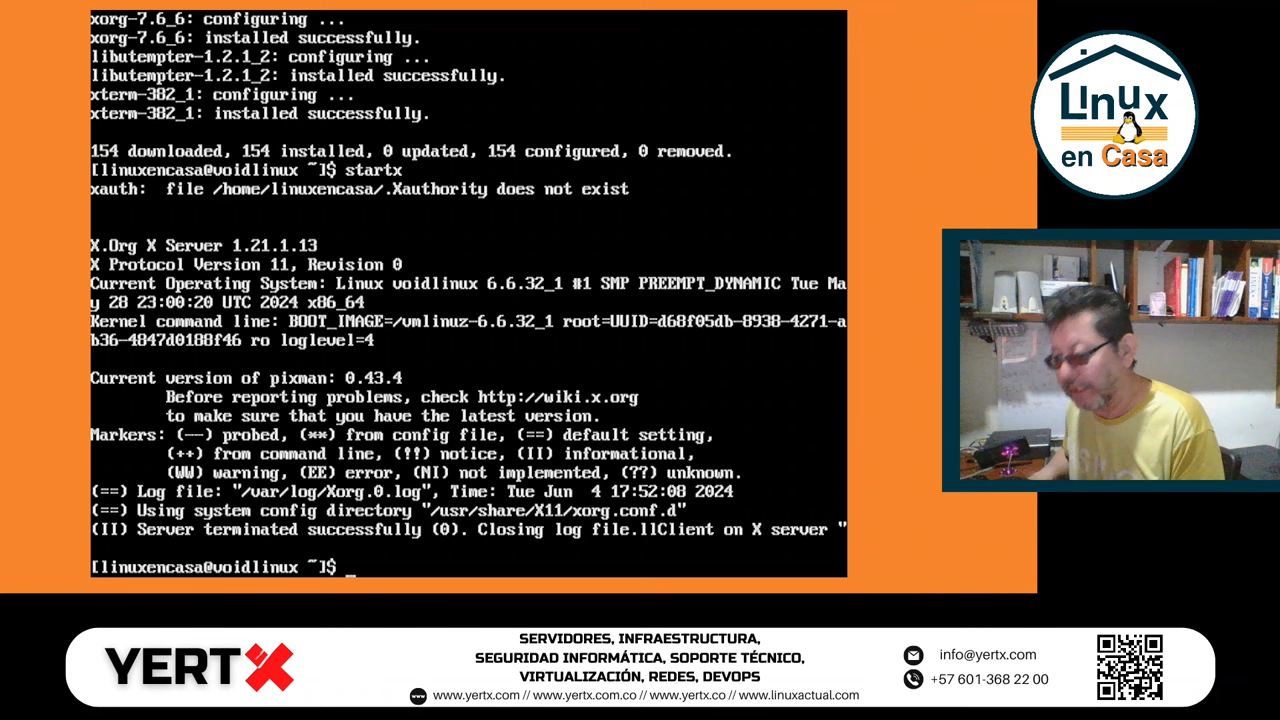 xorg-7.6_6: configuring ...
xorg-7.6_6: installed successfully.
libutempter-1.2.1_2: configuring ...
libutempter-1.2.1_2: installed successfully.
xterm-382_1: configuring ...
xterm-382_1: installed successfully.
154 downloaded, 154 installed, 0 updated, 154 configured, 0 removed.
[linuxencasa@voidlinux ~]$ startx
xauth:  file /home/linuxencasa/.Xauthority does not exist
X.Org X Server 1.21.1.13
X Protocol Version 11, Revision 0
Current Operating System: Linux voidlinux 6.6.32_1 #1 SMP PREEMPT_DYNAMIC Tue Ma
y 28 23:00:20 UTC 2024 x86_64
Kernel command line: BOOT_IMAGE=/vmlinuz-6.6.32_1 root=UUID=d68f05db-8938-4271-a
b36-4847d0188f46 ro loglevel=4
Current version of pixman: 0.43.4
Before reporting problems, check http://wiki.x.org
to make sure that you have the latest version.
Markers: (--) probed, (**) from config file, (==) default setting,
(++) from command line, (!!) notice, (II) informational,
(WW) warning, (EE) error, (NI) not implemented, (??) unknown.
(==) Log file: "/var/log/Xorg.0.log", Time: Tue Jun  4 17:52:08 2024
(==) Using system config directory "/usr/share/X11/xorg.conf.d"
(II) Server terminated successfully (0). Closing log file.llClient on X server "
[linuxencasa@voidlinux ~]$
Linux
en Casa
YERTX
SERVIDORES, INFRAESTRUCTURA,
SEGURIDAD INFORMÁTICA, SOPORTE TÉCNICO,
VIRTUALIZACIÓN, REDES, DEVOPS
www.yertx.com // www.yertx.com.co // www.yertx.co // www.linuxactual.com
info@yertx.com
+57 601-368 22 00